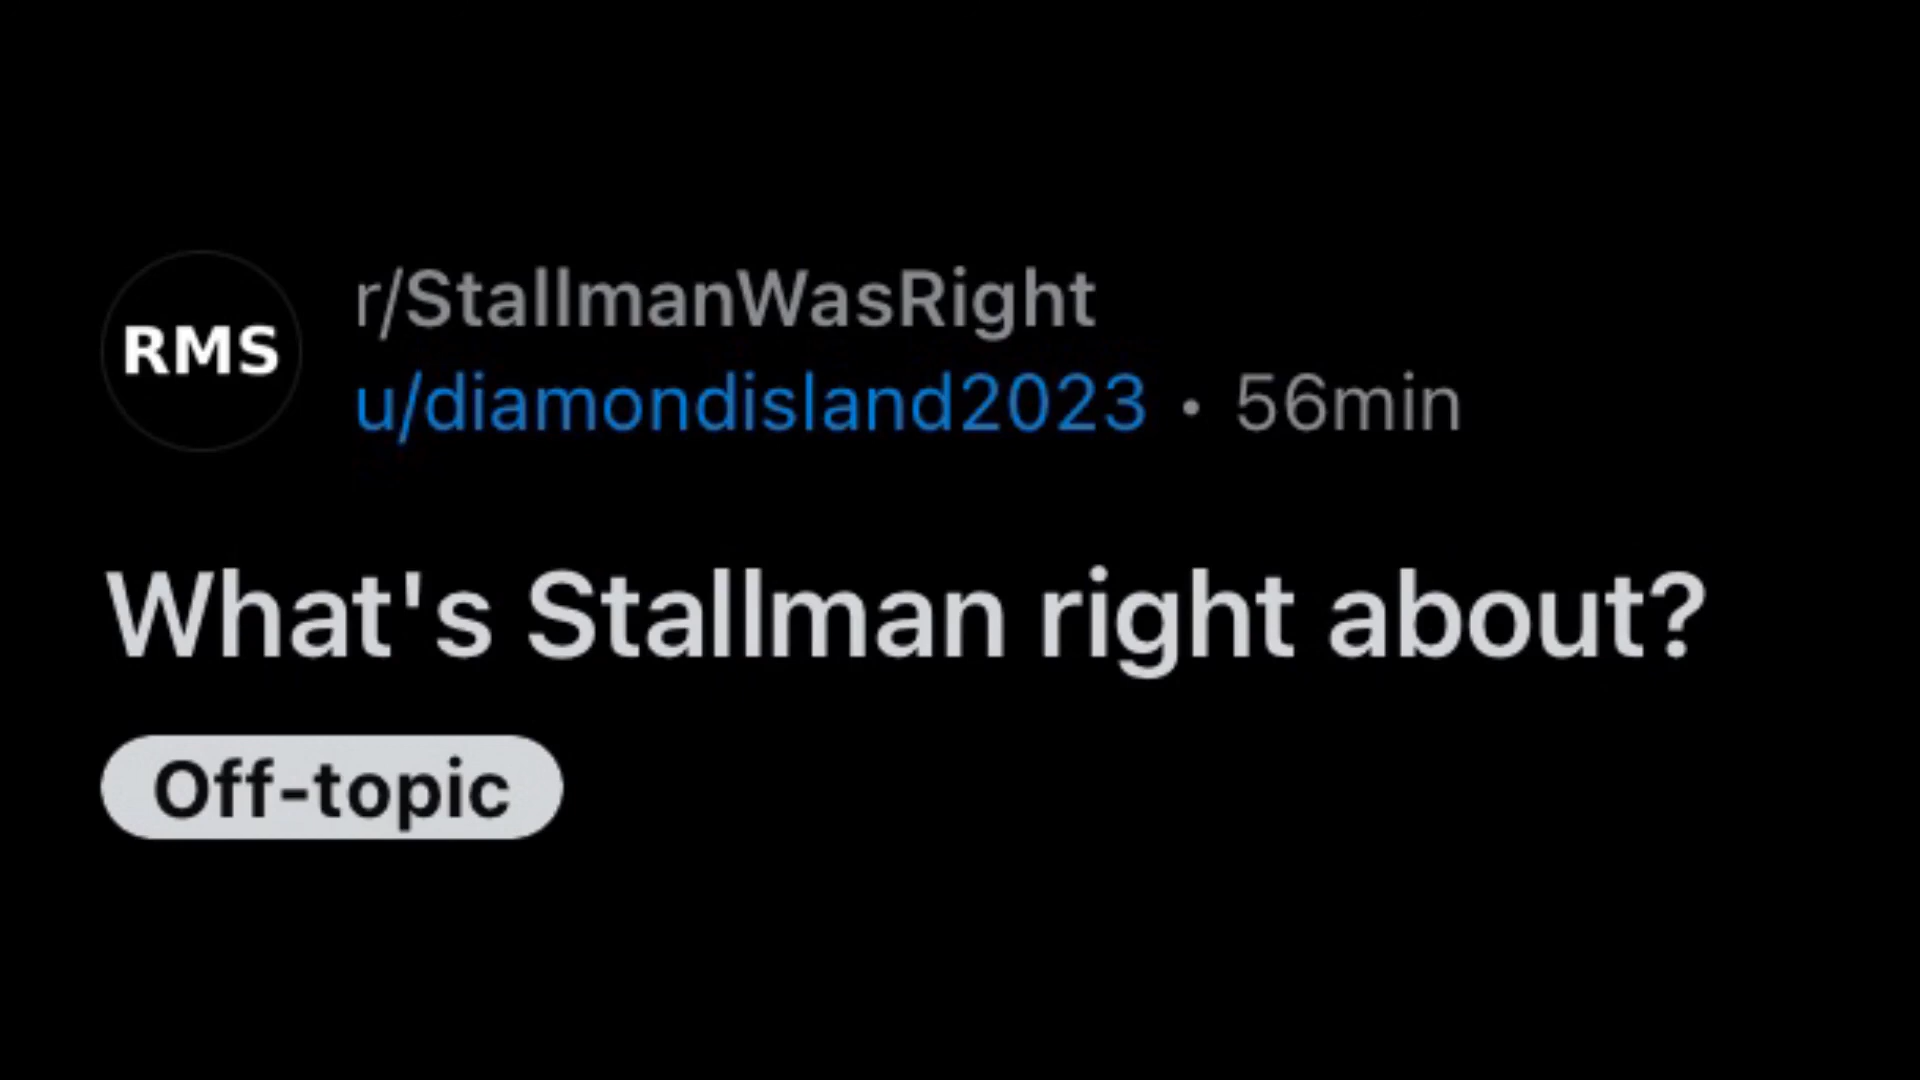 RMS
r/StallmanWasRight
u/diamondisland2023 • 56min
What's Stallman right about?
Off-topic